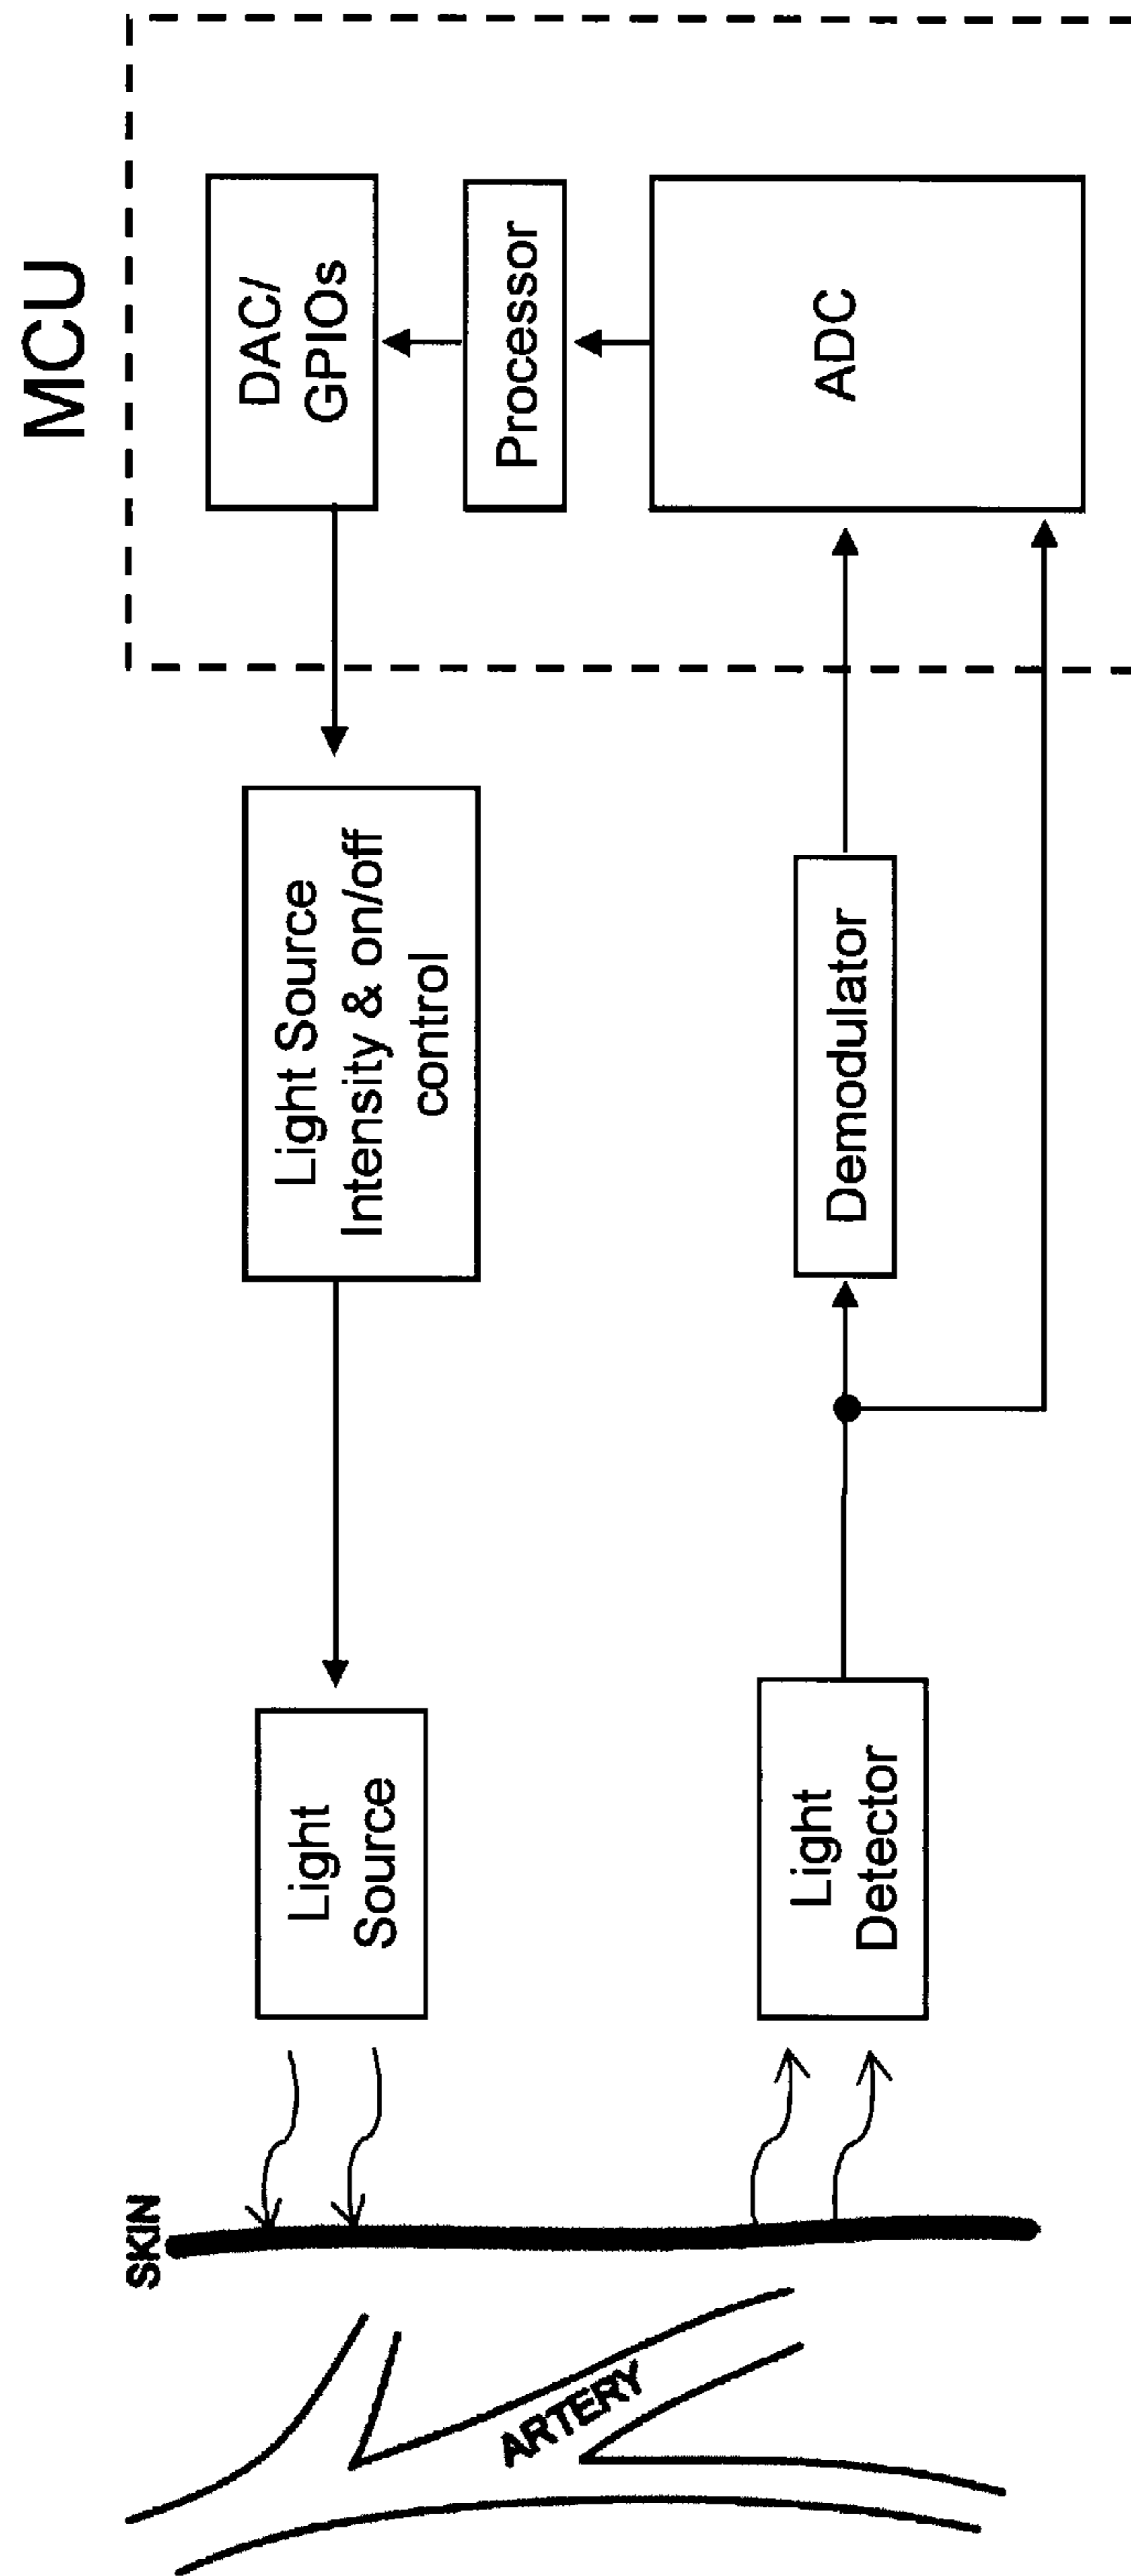 MCU
SKIN
ARTERY
Light
Source
Light Source
Intensity & on/off
control
DAC/
GPIOs
Processor
ADC
Light
Detector
Demodulator